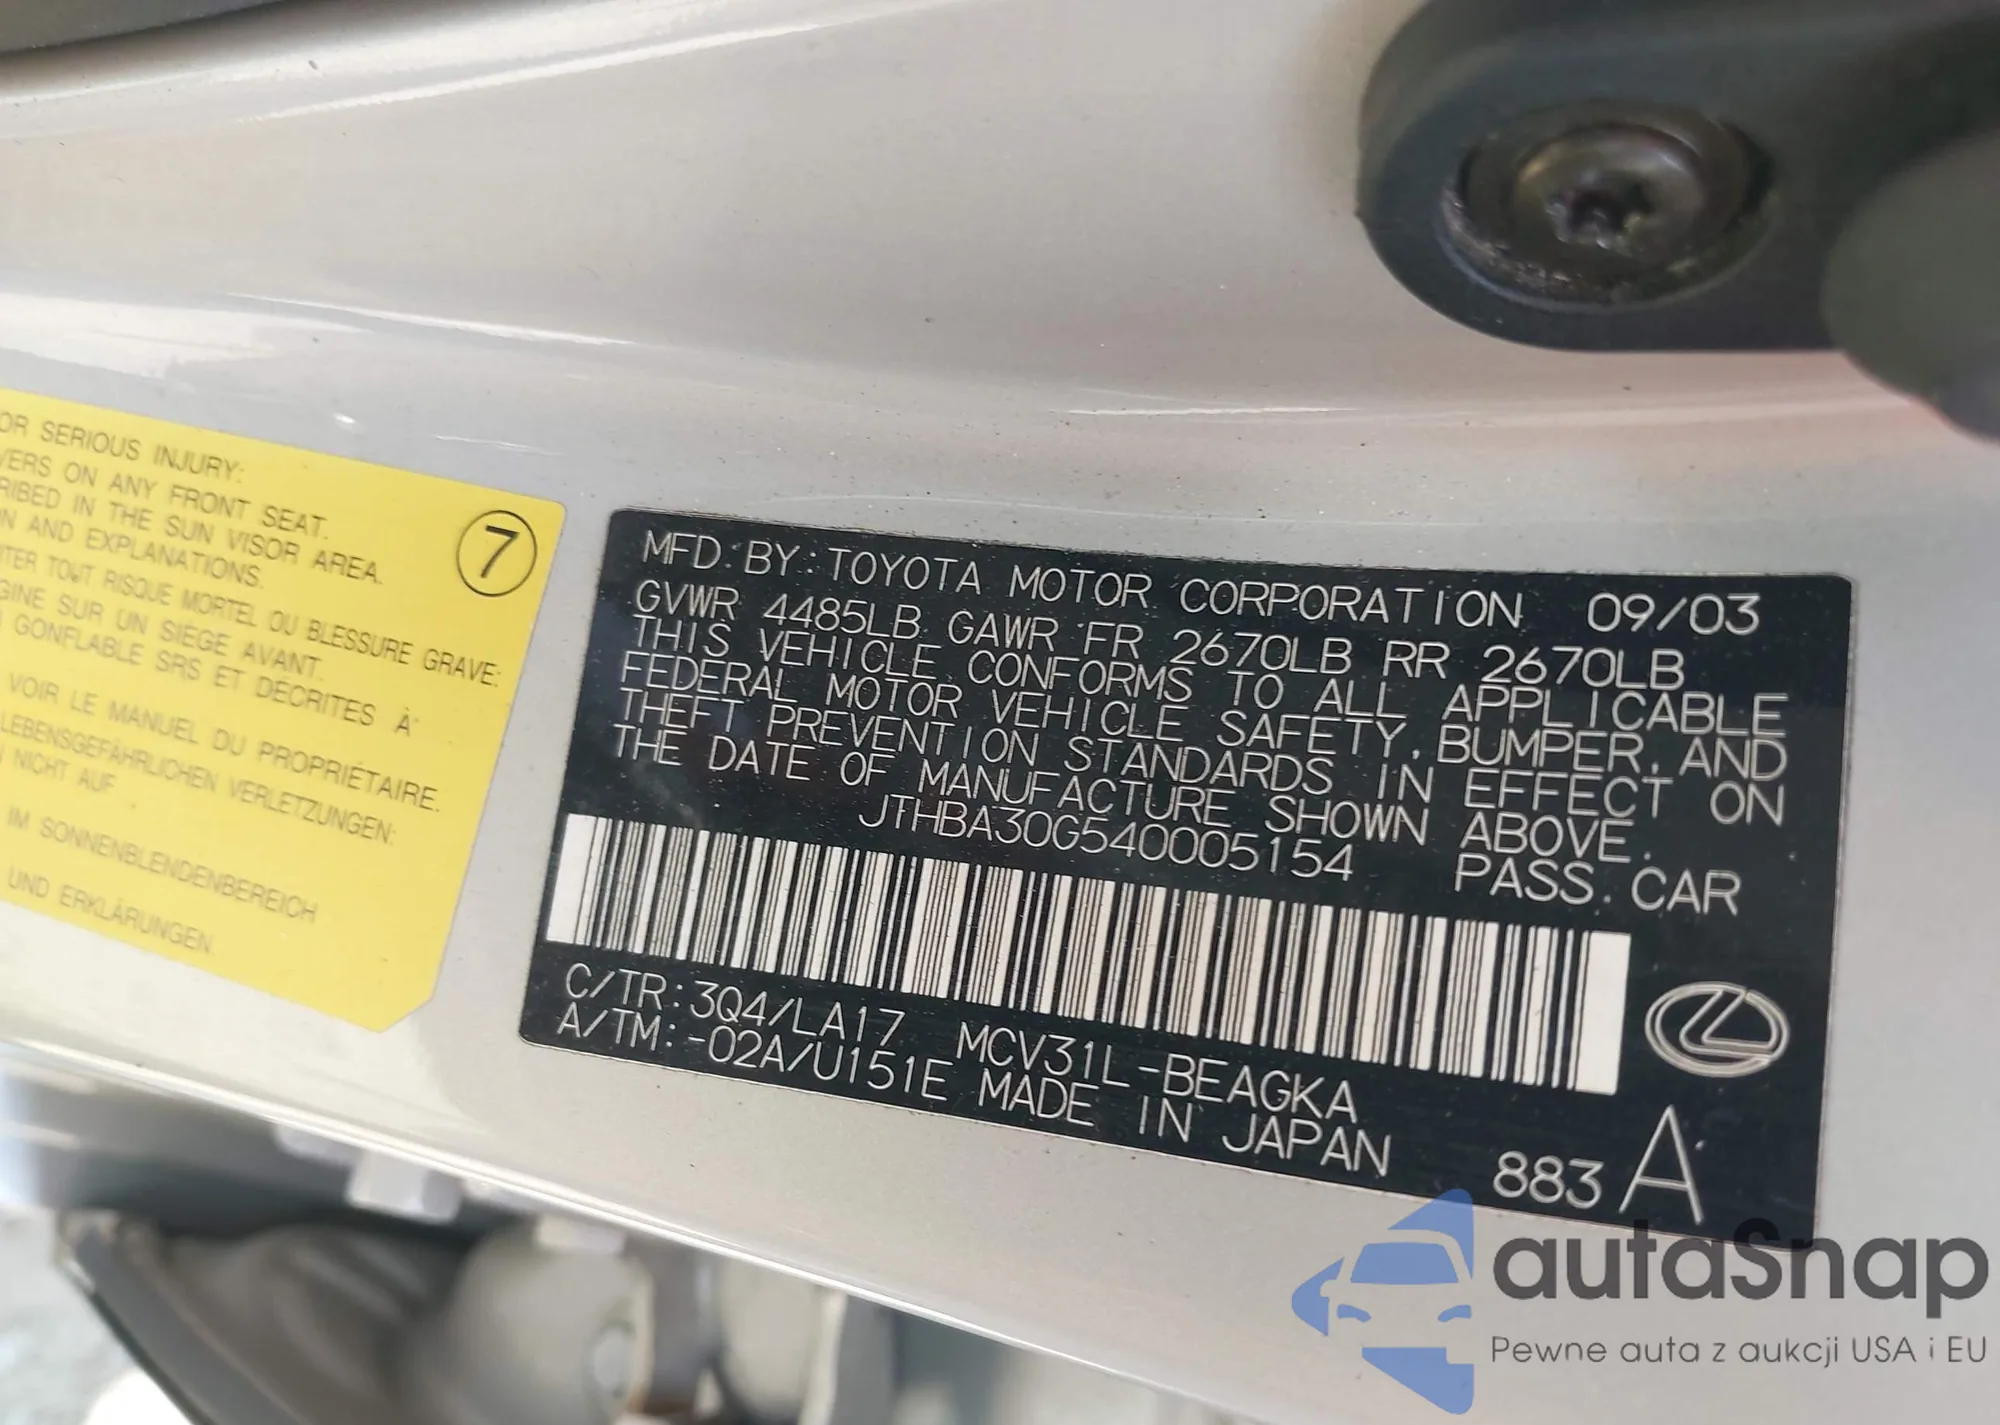 OR SERIOUS INJURY:
VERS ON ANY FRONT SEAT.
RIBED IN THE SUN VISOR AREA.
N AND EXPLANATIONS.
ITER TOUT RISQUE MORTEL OU BLESSURE GRAVE:
GINE SUR UN SIÈGE AVANT.
GONFLABLE SRS ET DÉCRITES À
VOIR LE MANUEL DU PROPRIÉTAIRE.
LEBENSGEFÄHRLICHEN VERLETZUNGEN:
NICHT AUF
IM SONNENBLENDENBEREICH
UND ERKLÄRUNGEN
7
MFD. BY: TOYOTA MOTOR CORPORATION 09/03
GVWR 4485LB GAWR FR 2670LB RR 2670LB
THIS VEHICLE CONFORMS TO ALL APPLICABLE
FEDERAL MOTOR VEHICLE SAFETY, BUMPER, AND
THEFT PREVENTION STANDARDS IN EFFECT ON
THE DATE OF MANUFACTURE SHOWN ABOVE.
JTHBA30G540005154 PASS. CAR
C/TR: 3Q4/LA17 MCV31L-BEAGKA
A/TM: -02A/U151E MADE IN JAPAN
883 A
autaSnap
Pewne auta z aukcji USA i EU